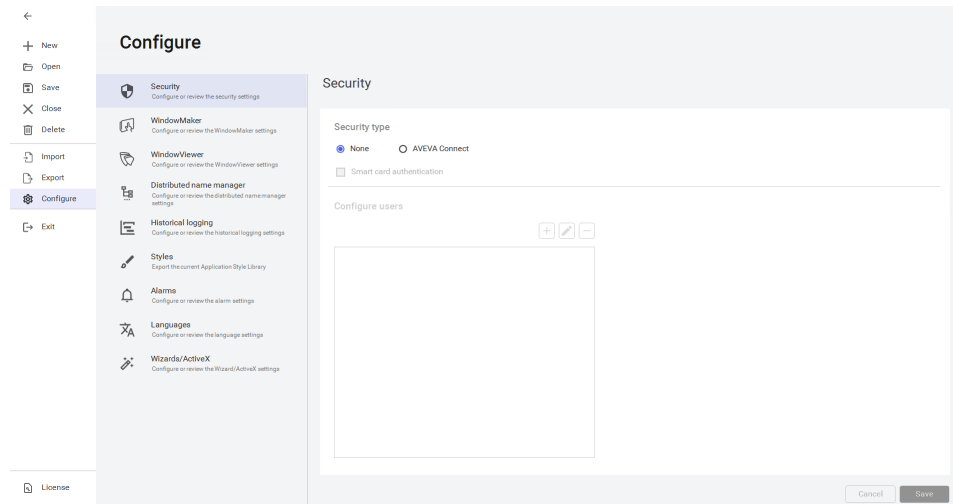 New
Open
Save
Close
Delete
Import
Export
Configure
Exit
License
Configure
Security
Configure or review the security settings
WindowMaker
Configure or review the WindowMaker settings
WindowViewer
Configure or review the WindowViewer settings
Distributed name manager
Configure or review the distributed name manager
settings
Historical logging
Configure or review the historical logging settings
Styles
Export the current Application Style Library
Alarms
Configure or review the alarm settings
Languages
Configure or review the language settings
Wizards/ActiveX
Configure or review the Wizard/ActiveX settings
Security
Security type
None AVEVA Connect
Smart card authentication
Configure users
Cancel Save